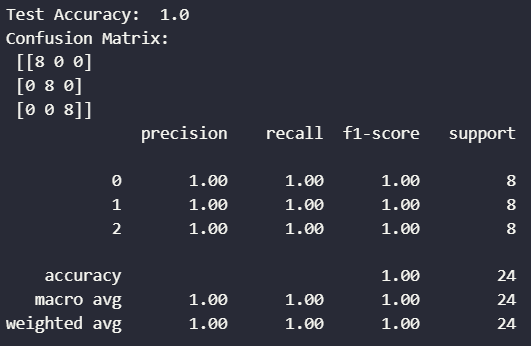 Test Accuracy:  1.0
Confusion Matrix:
 [[8 0 0]
 [0 8 0]
 [0 0 8]]
              precision    recall  f1-score   support

           0       1.00      1.00      1.00         8
           1       1.00      1.00      1.00         8
           2       1.00      1.00      1.00         8

    accuracy                           1.00        24
   macro avg       1.00      1.00      1.00        24
weighted avg       1.00      1.00      1.00        24